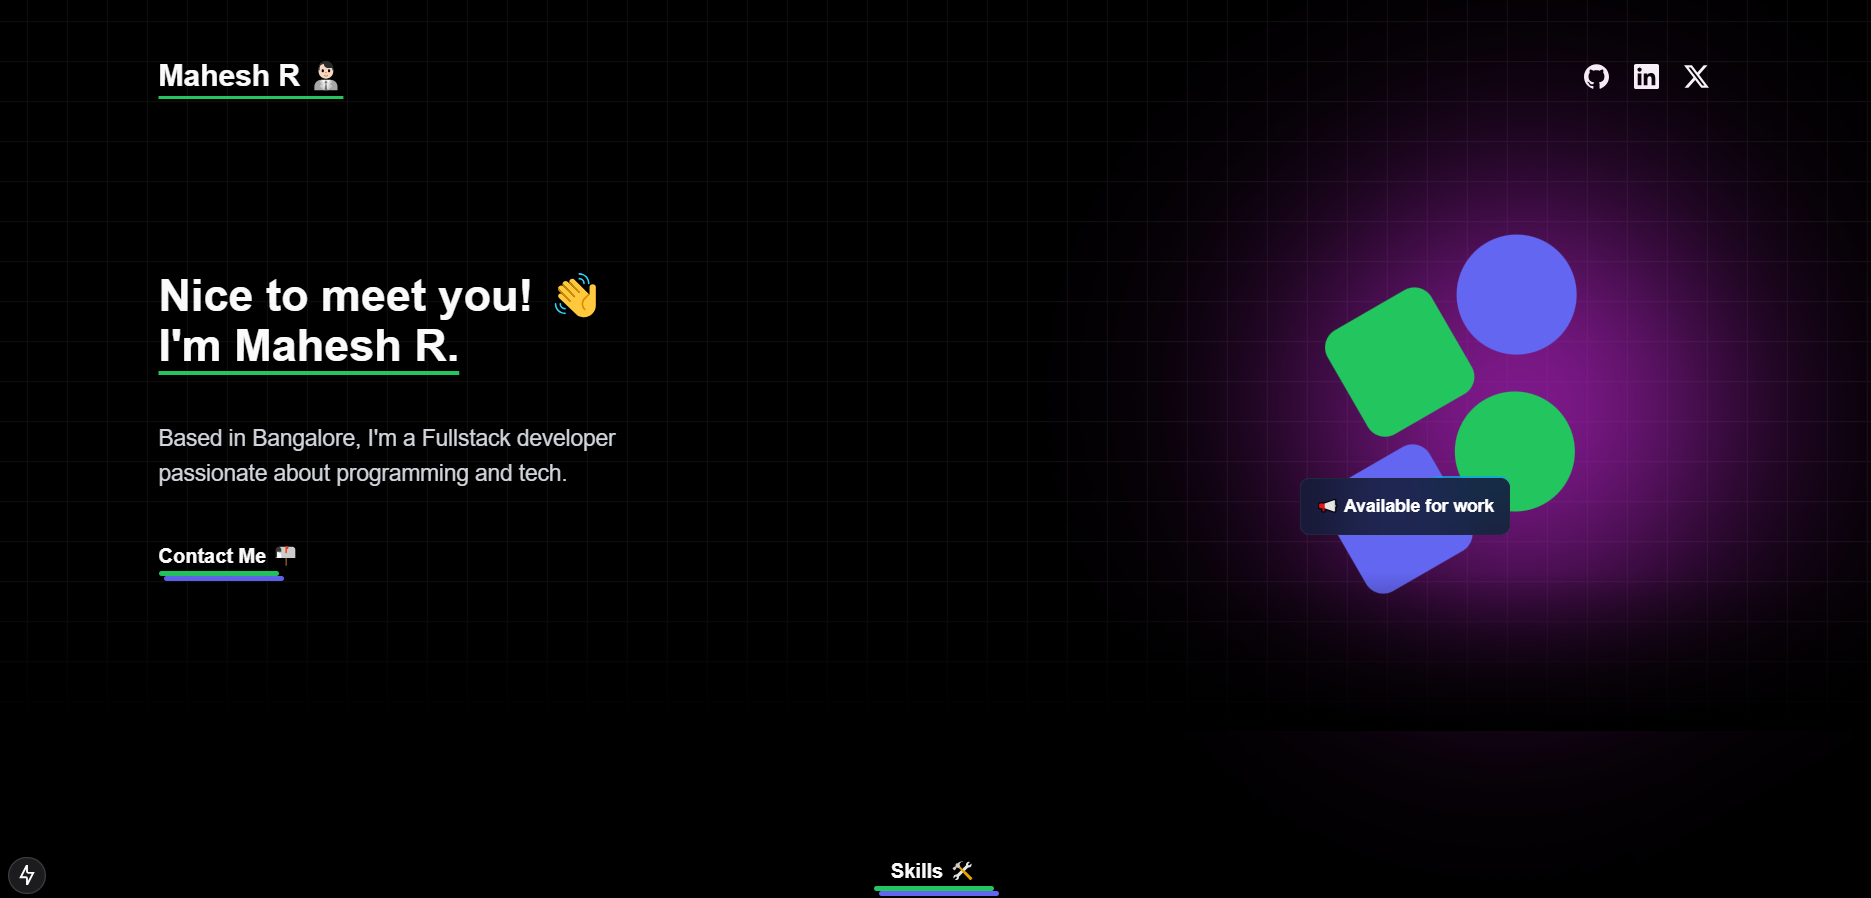 Mahesh R
Nice to meet you!
I'm Mahesh R.
Based in Bangalore, I'm a Fullstack developer
passionate about programming and tech.
Contact Me
Available for work
Skills